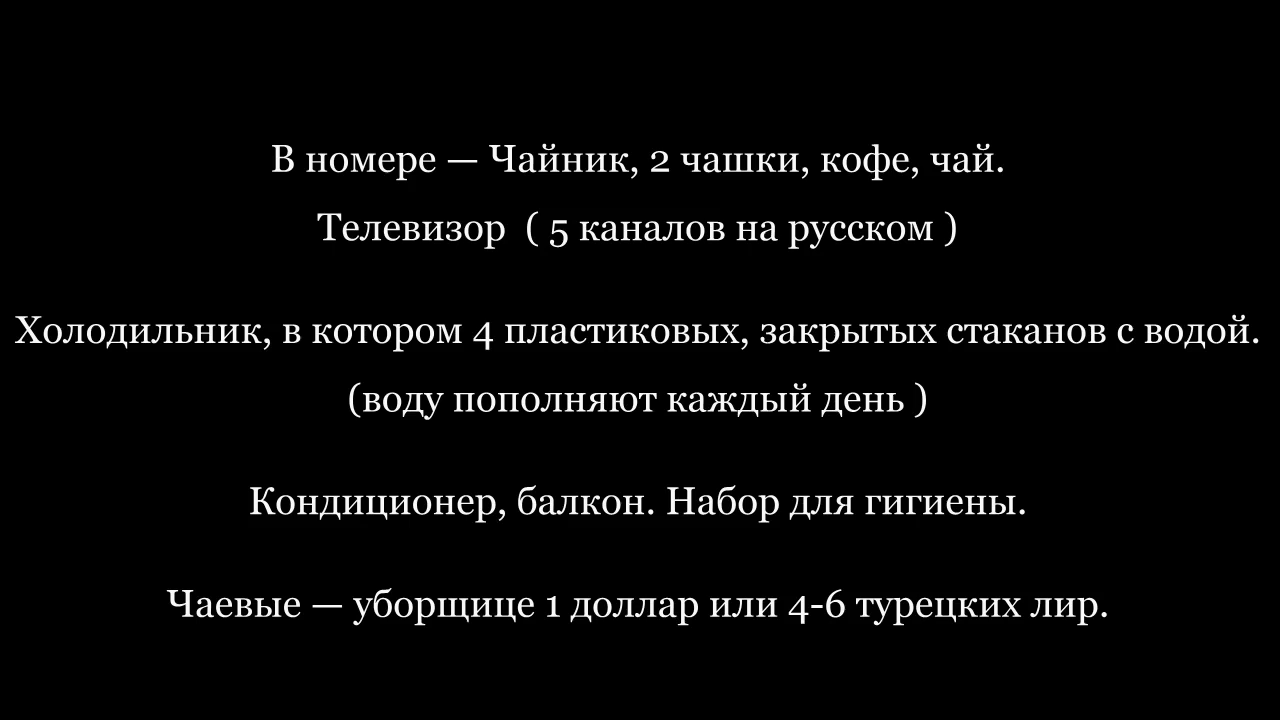 В номере — Чайник, 2 чашки, кофе, чай.
Телевизор ( 5 каналов на русском )
Холодильник, в котором 4 пластиковых, закрытых стаканов с водой.
(воду пополняют каждый день )
Кондиционер, балкон. Набор для гигиены.
Чаевые — уборщице 1 доллар или 4-6 турецких лир.